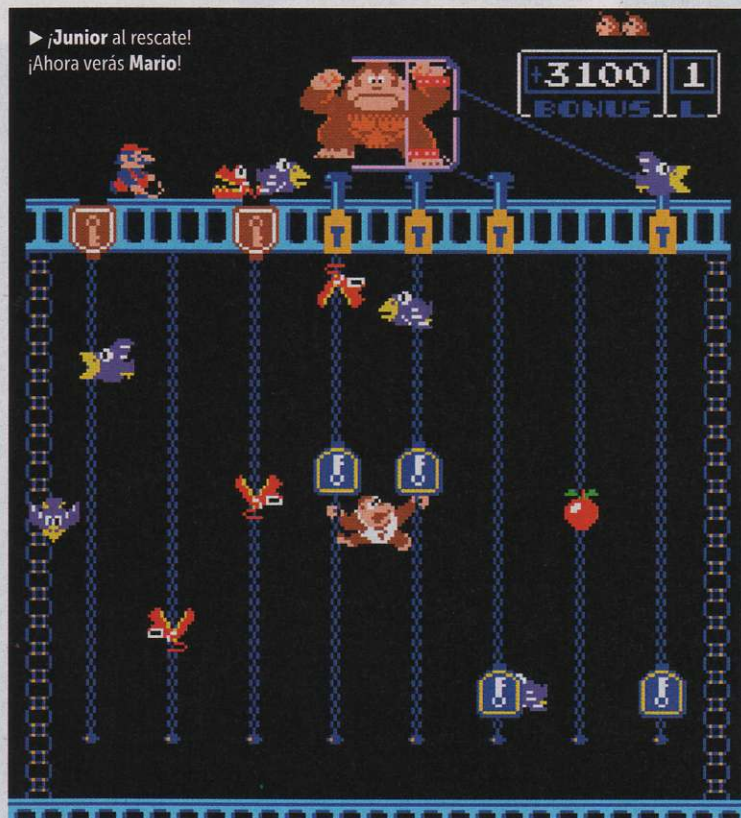 ► ¡Junior al rescate!
¡Ahora verás Mario!
+3100 1
BONUS L
T T T T